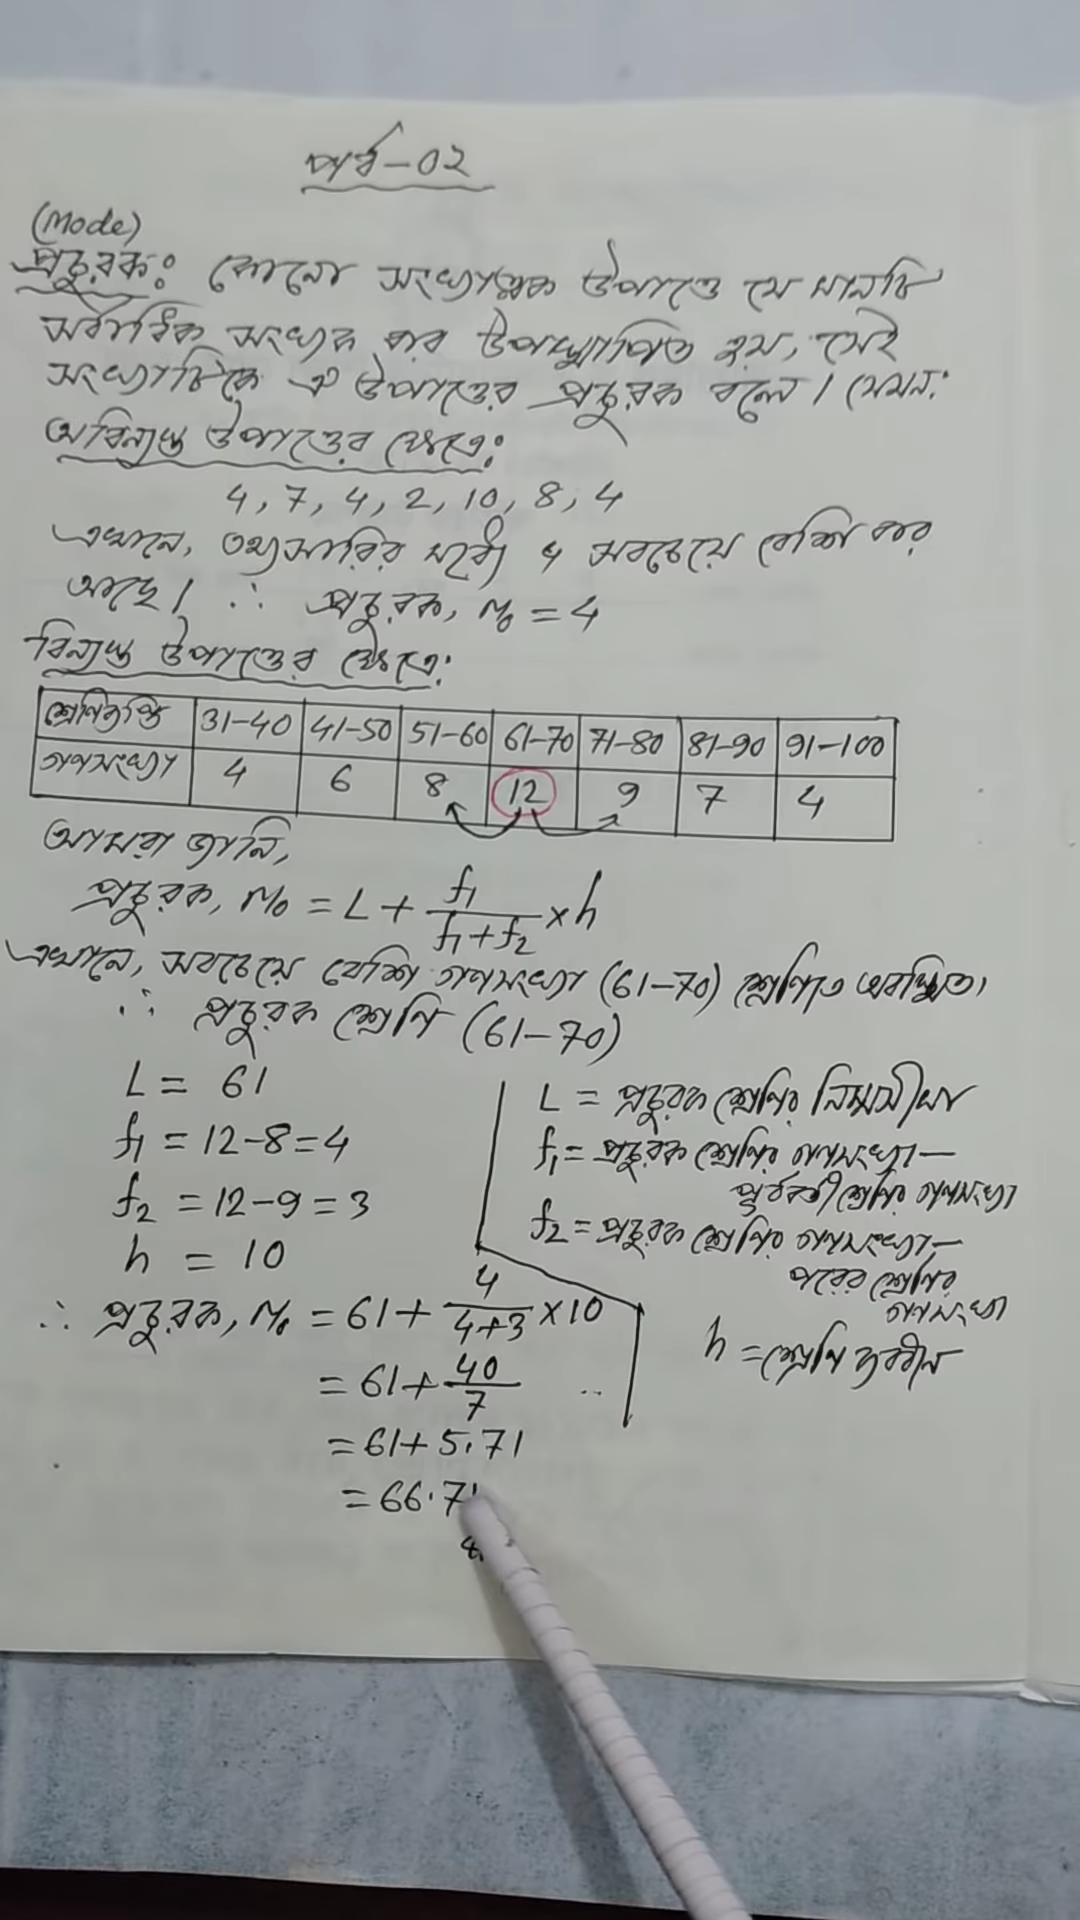 পর্ব-০২
(Mode)
প্রচুরক: কোনো সংখ্যাত্মক উপাত্তে যে মানটি
সর্বাধিক সংখ্যক বার উপস্থাপিত হয়, সেই
সংখ্যাটিকে ঐ উপাত্তের প্রচুরক বলে। যেমন:
অবিন্যস্ত উপাত্তের ক্ষেত্রে:
4, 7, 4, 2, 10, 8, 4
এখানে, তথ্যসারির মধ্যে ৪ সবচেয়ে বেশি বার
আছে। ∴ প্রচুরক, M₀ = 4
বিন্যস্ত উপাত্তের ক্ষেত্রে:
শ্রেণিব্যাপ্তি 31-40 41-50 51-60 61-70 71-80 81-90 91-100
গণসংখ্যা 4 6 8 12 9 7 4
আমরা জানি,
প্রচুরক, M₀ = L + f₁/(f₁+f₂) × h
এখানে, সবচেয়ে বেশি গণসংখ্যা (61-70) শ্রেণিতে অবস্থিত।
∴ প্রচুরক শ্রেণি (61-70)
L = 61
f₁ = 12-8 = 4
f₂ = 12-9 = 3
h = 10
L = প্রচুরক শ্রেণির নিম্নসীমা
f₁ = প্রচুরক শ্রেণির গণসংখ্যা -
পূর্ববর্তী শ্রেণির গণসংখ্যা
f₂ = প্রচুরক শ্রেণির গণসংখ্যা -
পরের শ্রেণির
গণসংখ্যা
h = শ্রেণি ব্যবধান
∴ প্রচুরক, M₀ = 61 + 4/(4+3) × 10
= 61 + 40/7
= 61 + 5.71
= 66.71